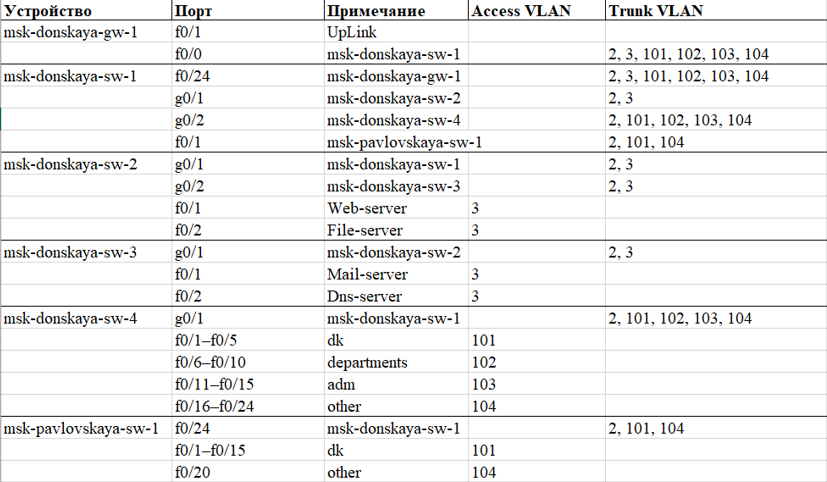 Устройство Порт Примечание Access VLAN Trunk VLAN
msk-donskaya-gw-1 f0/1 UpLink
f0/0 msk-donskaya-sw-1 2, 3, 101, 102, 103, 104
msk-donskaya-sw-1 f0/24 msk-donskaya-gw-1 2, 3, 101, 102, 103, 104
g0/1 msk-donskaya-sw-2 2, 3
g0/2 msk-donskaya-sw-4 2, 101, 102, 103, 104
f0/1 msk-pavlovskaya-sw-1 2, 101, 104
msk-donskaya-sw-2 g0/1 msk-donskaya-sw-1 2, 3
g0/2 msk-donskaya-sw-3 2, 3
f0/1 Web-server 3
f0/2 File-server 3
msk-donskaya-sw-3 g0/1 msk-donskaya-sw-2 2, 3
f0/1 Mail-server 3
f0/2 Dns-server 3
msk-donskaya-sw-4 g0/1 msk-donskaya-sw-1 2, 101, 102, 103, 104
f0/1–f0/5 dk 101
f0/6–f0/10 departments 102
f0/11–f0/15 adm 103
f0/16–f0/24 other 104
msk-pavlovskaya-sw-1 f0/24 msk-donskaya-sw-1 2, 101, 104
f0/1–f0/15 dk 101
f0/20 other 104